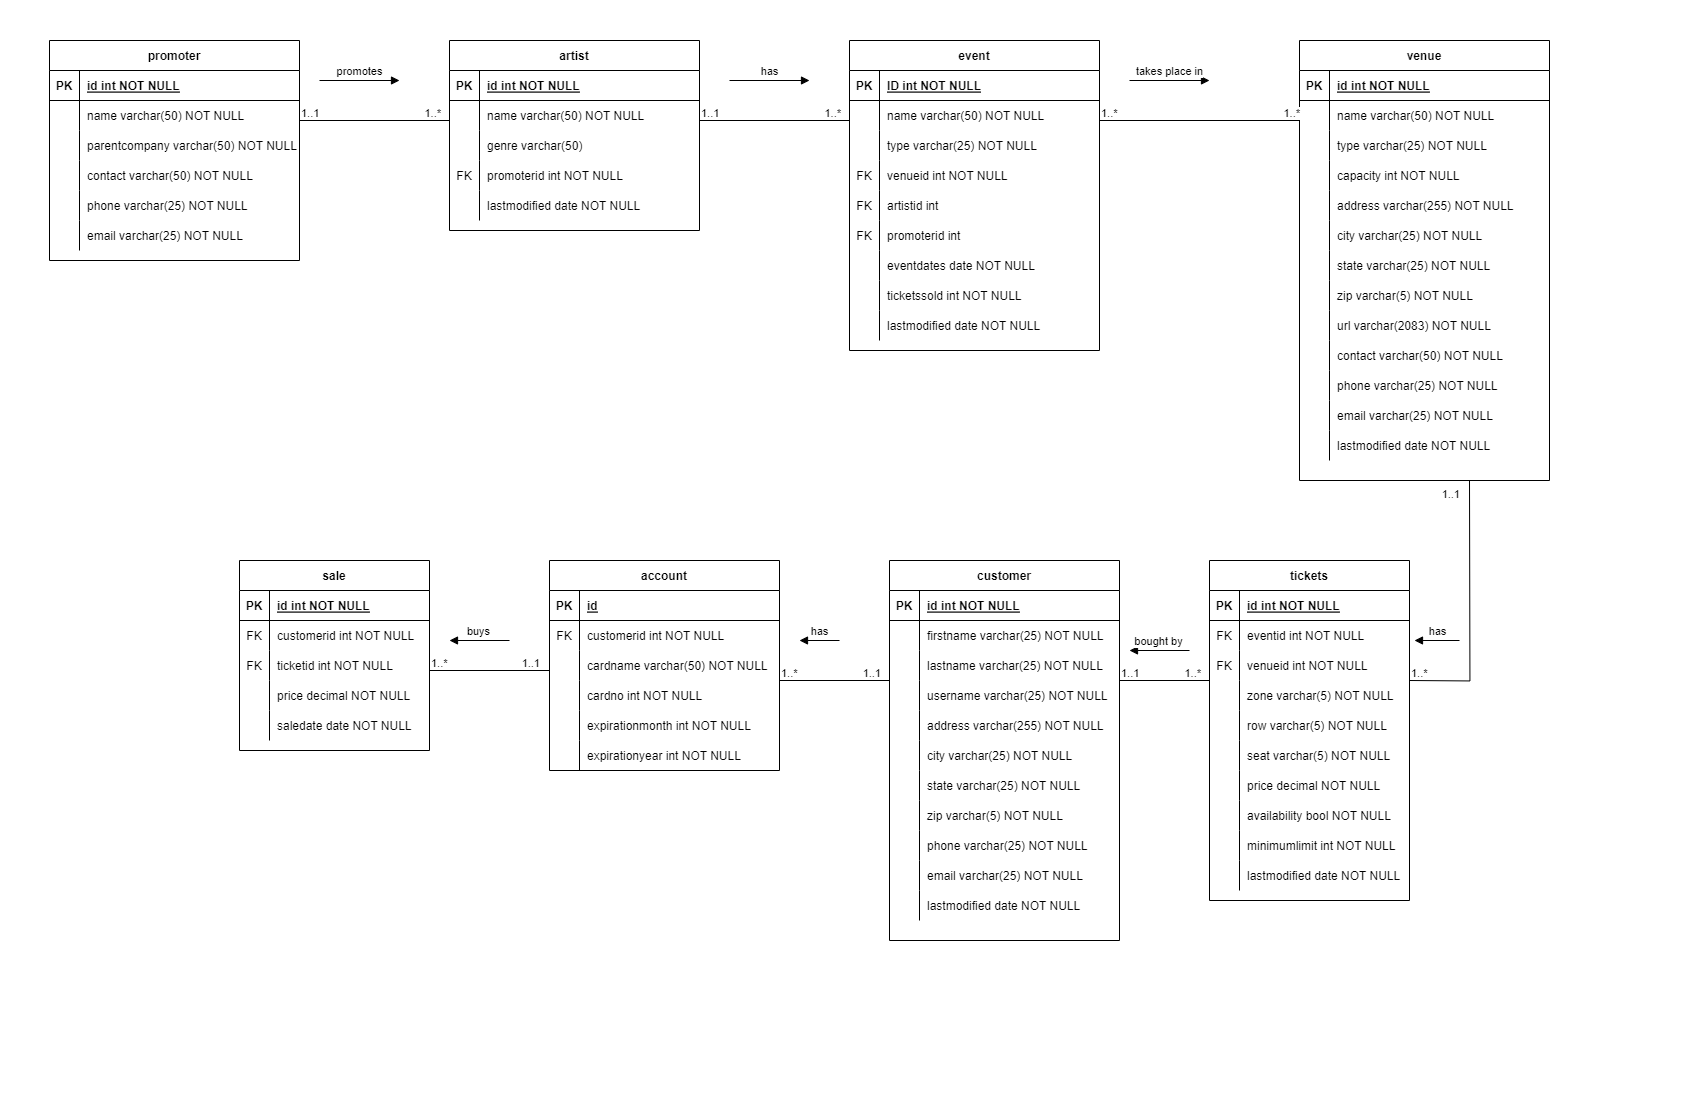 promoter
PK id int NOT NULL
name varchar(50) NOT NULL
parentcompany varchar(50) NOT NULL
contact varchar(50) NOT NULL
phone varchar(25) NOT NULL
email varchar(25) NOT NULL
promotes
1..1
1..*
artist
PK id int NOT NULL
name varchar(50) NOT NULL
genre varchar(50)
FK promoterid int NOT NULL
lastmodified date NOT NULL
has
1..1
1..*
event
PK ID int NOT NULL
name varchar(50) NOT NULL
type varchar(25) NOT NULL
FK venueid int NOT NULL
FK artistid int
FK promoterid int
eventdates date NOT NULL
ticketssold int NOT NULL
lastmodified date NOT NULL
takes place in
1..*
1..*
venue
PK id int NOT NULL
name varchar(50) NOT NULL
type varchar(25) NOT NULL
capacity int NOT NULL
address varchar(255) NOT NULL
city varchar(25) NOT NULL
state varchar(25) NOT NULL
zip varchar(5) NOT NULL
url varchar(2083) NOT NULL
contact varchar(50) NOT NULL
phone varchar(25) NOT NULL
email varchar(25) NOT NULL
lastmodified date NOT NULL
1..1
sale
PK id int NOT NULL
FK customerid int NOT NULL
FK ticketid int NOT NULL
price decimal NOT NULL
saledate date NOT NULL
buys
1..*
1..1
account
PK id
FK customerid int NOT NULL
cardname varchar(50) NOT NULL
cardno int NOT NULL
expirationmonth int NOT NULL
expirationyear int NOT NULL
has
1..*
1..1
customer
PK id int NOT NULL
firstname varchar(25) NOT NULL
lastname varchar(25) NOT NULL
username varchar(25) NOT NULL
address varchar(255) NOT NULL
city varchar(25) NOT NULL
state varchar(25) NOT NULL
zip varchar(5) NOT NULL
phone varchar(25) NOT NULL
email varchar(25) NOT NULL
lastmodified date NOT NULL
bought by
1..1
1..*
tickets
PK id int NOT NULL
FK eventid int NOT NULL
FK venueid int NOT NULL
zone varchar(5) NOT NULL
row varchar(5) NOT NULL
seat varchar(5) NOT NULL
price decimal NOT NULL
availability bool NOT NULL
minimumlimit int NOT NULL
lastmodified date NOT NULL
has
1..*